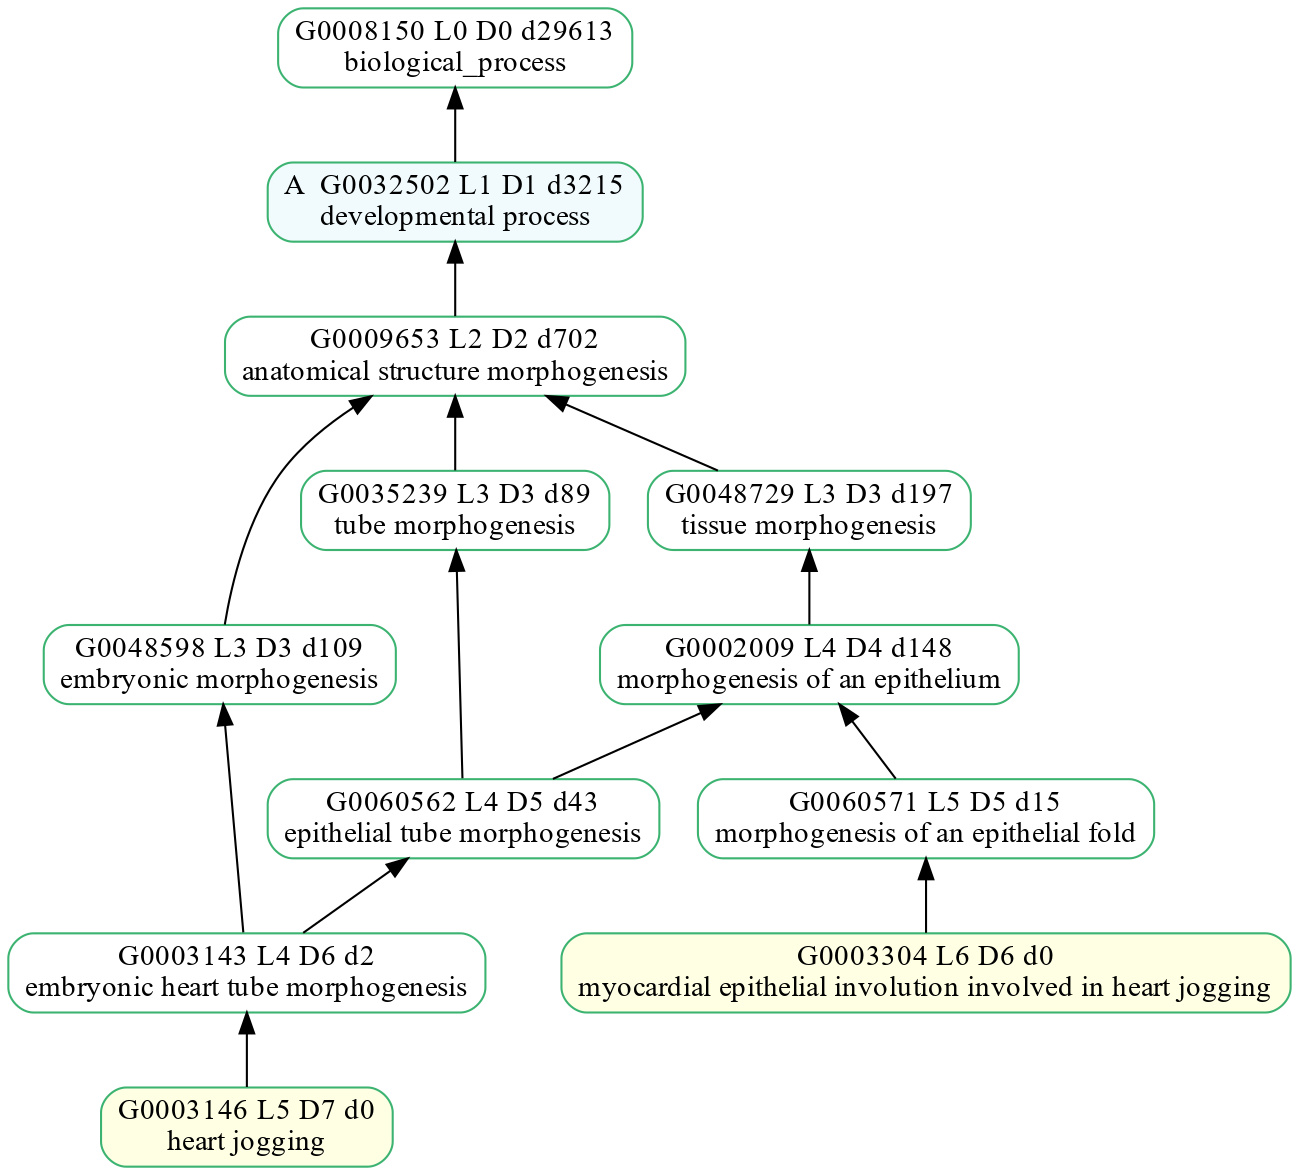 G0008150 L0 D0 d29613
biological_process
A  G0032502 L1 D1 d3215
developmental process
G0009653 L2 D2 d702
anatomical structure morphogenesis
G0035239 L3 D3 d89
tube morphogenesis
G0048729 L3 D3 d197
tissue morphogenesis
G0048598 L3 D3 d109
embryonic morphogenesis
G0002009 L4 D4 d148
morphogenesis of an epithelium
G0060562 L4 D5 d43
epithelial tube morphogenesis
G0060571 L5 D5 d15
morphogenesis of an epithelial fold
G0003143 L4 D6 d2
embryonic heart tube morphogenesis
G0003304 L6 D6 d0
myocardial epithelial involution involved in heart jogging
G0003146 L5 D7 d0
heart jogging